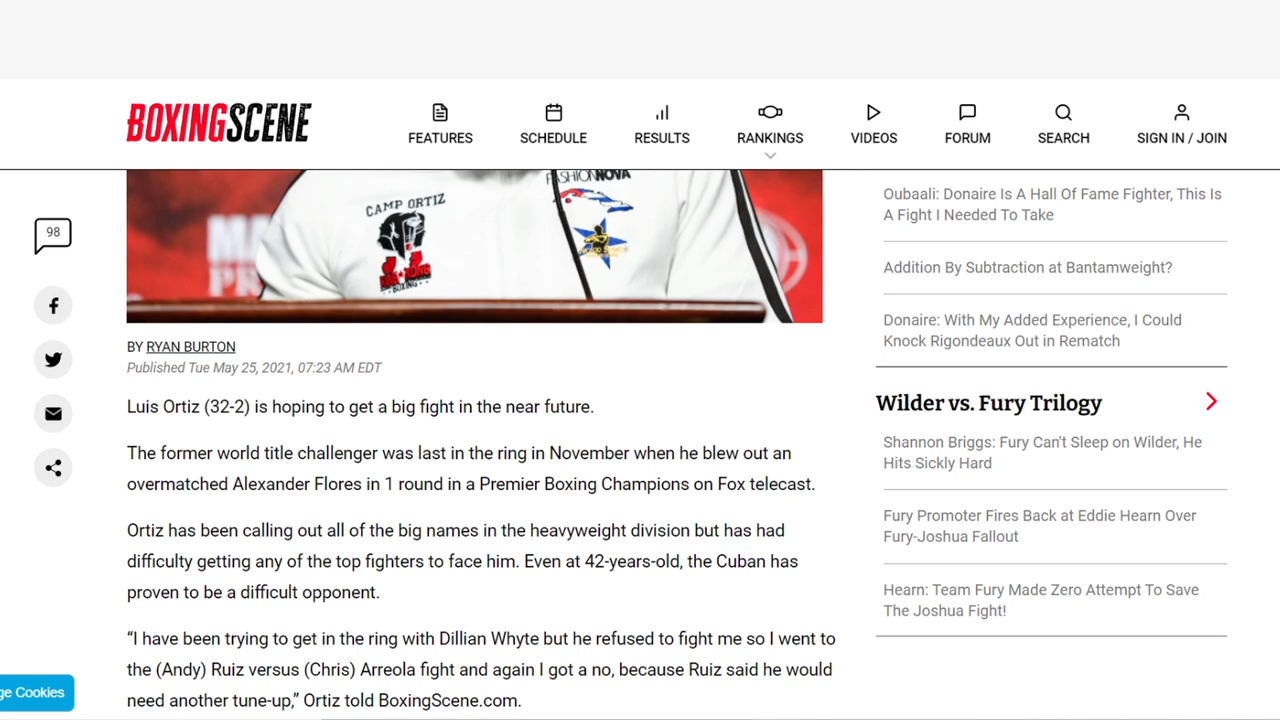 BOXINGSCENE
FEATURES
SCHEDULE
RESULTS
RANKINGS
VIDEOS
FORUM
SEARCH
SIGN IN / JOIN
98
CAMP ORTIZ
BOXING
FASHIONNOVA
BY RYAN BURTON
Published Tue May 25, 2021, 07:23 AM EDT
Luis Ortiz (32-2) is hoping to get a big fight in the near future.
The former world title challenger was last in the ring in November when he blew out an
overmatched Alexander Flores in 1 round in a Premier Boxing Champions on Fox telecast.
Ortiz has been calling out all of the big names in the heavyweight division but has had
difficulty getting any of the top fighters to face him. Even at 42-years-old, the Cuban has
proven to be a difficult opponent.
“I have been trying to get in the ring with Dillian Whyte but he refused to fight me so I went to
the (Andy) Ruiz versus (Chris) Arreola fight and again I got a no, because Ruiz said he would
need another tune-up,” Ortiz told BoxingScene.com.
Oubaali: Donaire Is A Hall Of Fame Fighter, This Is
A Fight I Needed To Take
Addition By Subtraction at Bantamweight?
Donaire: With My Added Experience, I Could
Knock Rigondeaux Out in Rematch
Wilder vs. Fury Trilogy
Shannon Briggs: Fury Can't Sleep on Wilder, He
Hits Sickly Hard
Fury Promoter Fires Back at Eddie Hearn Over
Fury-Joshua Fallout
Hearn: Team Fury Made Zero Attempt To Save
The Joshua Fight!
ge Cookies